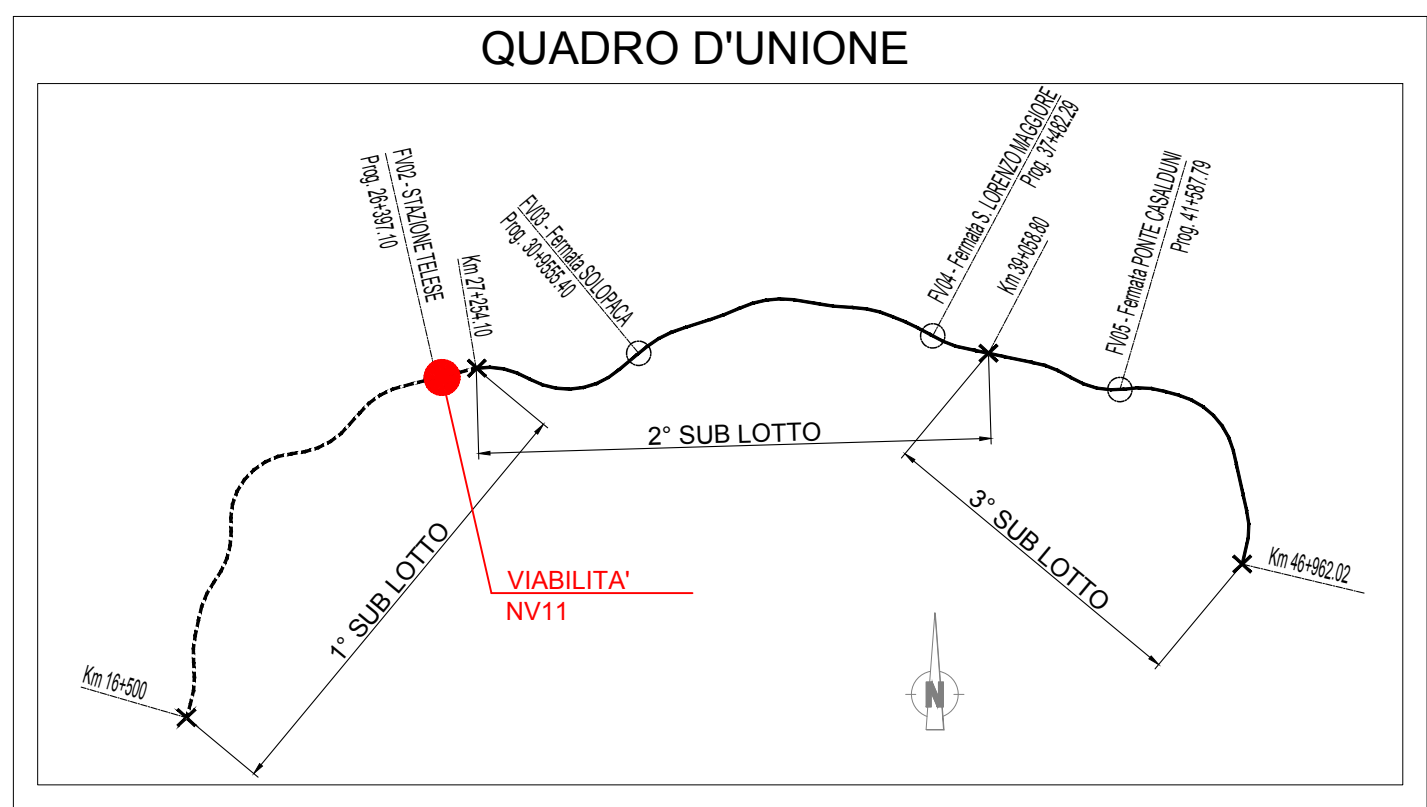 QUADRO D'UNIONE
FV02 - STAZIONE TELESE
Prog. 26+397.10
Km 27+254.10
FV03 - Fermata SOLOPACA
Prog. 30+9555.40
FV04 - Fermata S. LORENZO MAGGIORE
Prog. 37+482.29
Km 39+058.80
FV05 - Fermata PONTE CASALDUNI
Prog. 41+587.79
2° SUB LOTTO
1° SUB LOTTO
3° SUB LOTTO
VIABILITA'
NV11
Km 46+962.02
Km 16+500
N